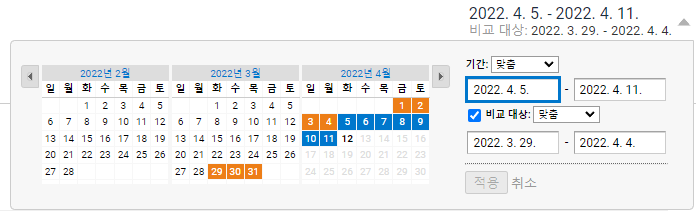 2022. 4. 5. - 2022. 4. 11.
비교 대상: 2022. 3. 29. - 2022. 4. 4.
2022년 2월
일 월 화 수 목 금 토
1 2 3 4 5
6 7 8 9 10 11 12
13 14 15 16 17 18 19
20 21 22 23 24 25 26
27 28
2022년 3월
일 월 화 수 목 금 토
1 2 3 4 5
6 7 8 9 10 11 12
13 14 15 16 17 18 19
20 21 22 23 24 25 26
27 28 29 30 31
2022년 4월
일 월 화 수 목 금 토
1 2
3 4 5 6 7 8 9
10 11 12 13 14 15 16
17 18 19 20 21 22 23
24 25 26 27 28 29 30
기간: 맞춤
2022. 4. 5. - 2022. 4. 11.
비교 대상: 맞춤
2022. 3. 29. - 2022. 4. 4.
적용 취소